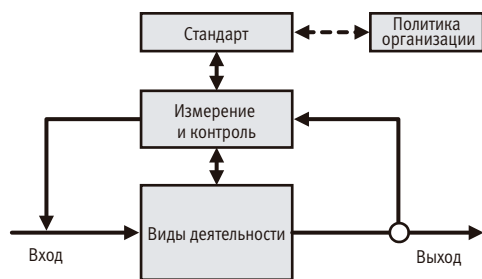 Стандарт
Политика
организации
Измерение
и контроль
Виды деятельности
Вход
Выход